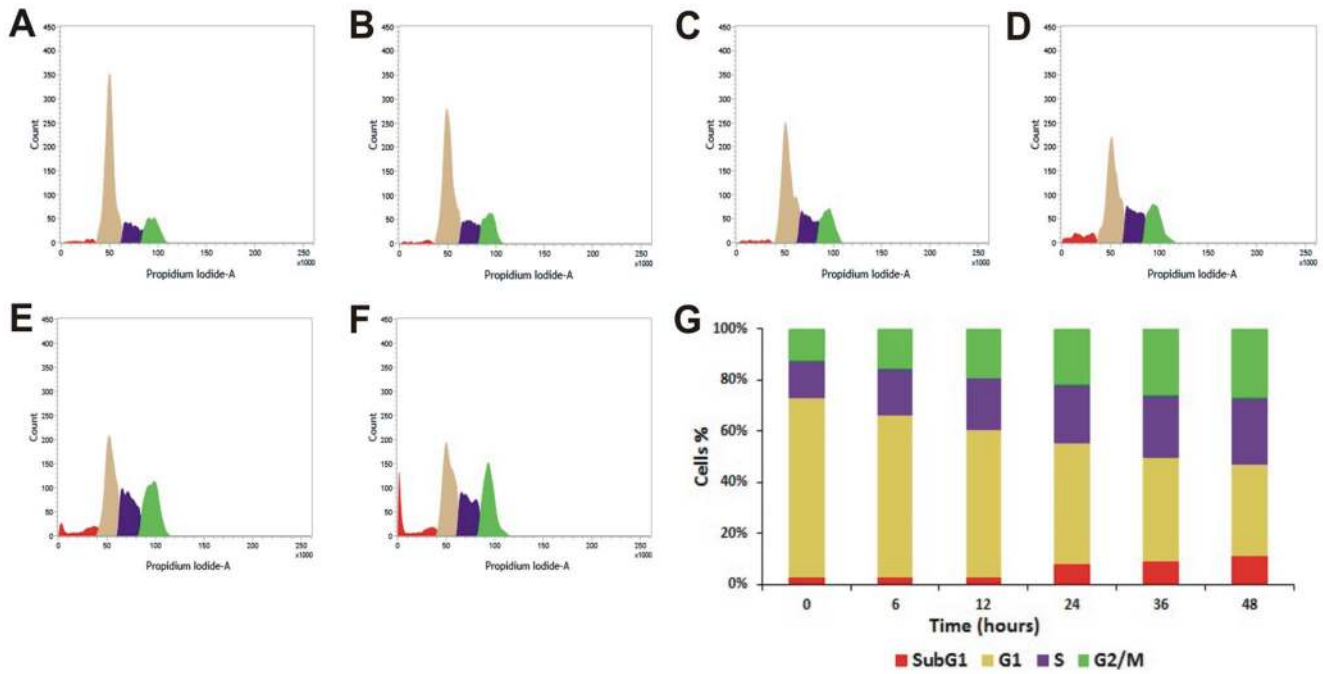 A
450
400
350
300
250
200
150
100
50
0
Count
0 50 100 150 200 250
x1000
Propidium Iodide-A
B
450
400
350
300
250
200
150
100
50
0
Count
0 50 100 150 200 250
x1000
Propidium Iodide-A
C
450
400
350
300
250
200
150
100
50
0
Count
0 50 100 150 200 250
x1000
Propidium Iodide-A
D
450
400
350
300
250
200
150
100
50
0
Count
0 50 100 150 200 250
x1000
Propidium Iodide-A
E
450
400
350
300
250
200
150
100
50
0
Count
0 50 100 150 200 250
x1000
Propidium Iodide-A
F
450
400
350
300
250
200
150
100
50
0
Count
0 50 100 150 200 250
x1000
Propidium Iodide-A
G
100%
80%
60%
40%
20%
0%
Cells %
0 6 12 24 36 48
Time (hours)
SubG1 G1 S G2/M